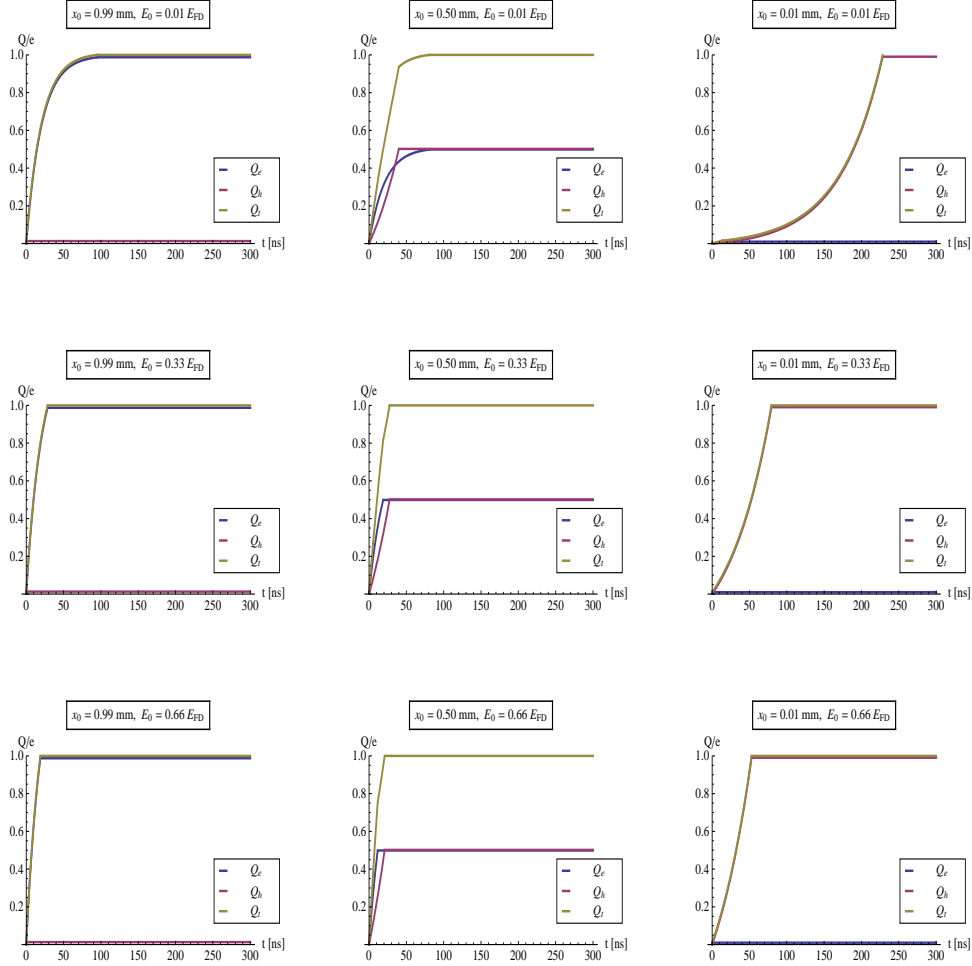 x0 = 0.99 mm, E0 = 0.01 EFD
x0 = 0.50 mm, E0 = 0.01 EFD
x0 = 0.01 mm, E0 = 0.01 EFD
Q/e
1.0
0.8
0.6
0.4
0.2
0 50 100 150 200 250 300
t [ns]
Qe
Qh
Qt
Q/e
1.0
0.8
0.6
0.4
0.2
0 50 100 150 200 250 300
t [ns]
Qe
Qh
Qt
Q/e
1.0
0.8
0.6
0.4
0.2
0 50 100 150 200 250 300
t [ns]
Qe
Qh
Qt
x0 = 0.99 mm, E0 = 0.33 EFD
x0 = 0.50 mm, E0 = 0.33 EFD
x0 = 0.01 mm, E0 = 0.33 EFD
Q/e
1.0
0.8
0.6
0.4
0.2
0 50 100 150 200 250 300
t [ns]
Qe
Qh
Qt
Q/e
1.0
0.8
0.6
0.4
0.2
0 50 100 150 200 250 300
t [ns]
Qe
Qh
Qt
Q/e
1.0
0.8
0.6
0.4
0.2
0 50 100 150 200 250 300
t [ns]
Qe
Qh
Qt
x0 = 0.99 mm, E0 = 0.66 EFD
x0 = 0.50 mm, E0 = 0.66 EFD
x0 = 0.01 mm, E0 = 0.66 EFD
Q/e
1.0
0.8
0.6
0.4
0.2
0 50 100 150 200 250 300
t [ns]
Qe
Qh
Qt
Q/e
1.0
0.8
0.6
0.4
0.2
0 50 100 150 200 250 300
t [ns]
Qe
Qh
Qt
Q/e
1.0
0.8
0.6
0.4
0.2
0 50 100 150 200 250 300
t [ns]
Qe
Qh
Qt